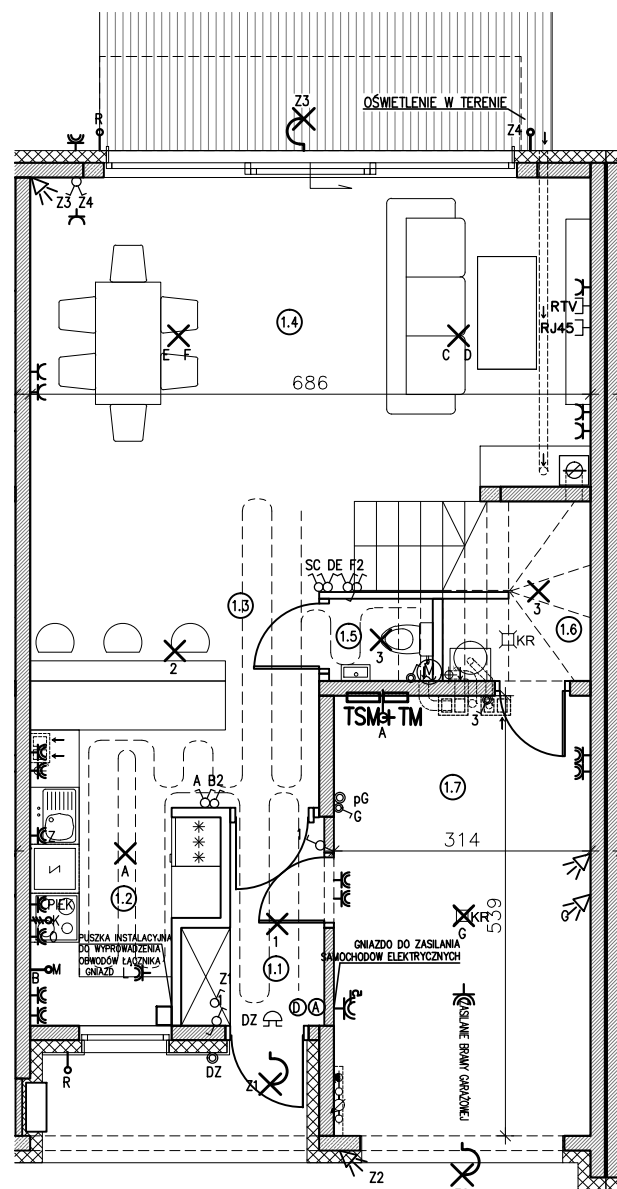 Z3
OŚWIETLENIE W TERENIE
R
Z4
Z3 Z4
1.4
RTV
RJ45
E F
C D
686
SC DE F2
1.3
1.5
3
3
1.6
KR
2
M
TSM+TM
A
3
1.7
A B2
pG
G
Z
314
A
PIEK
1.2
K
O
KR
G
G
539
PUSZKA INSTALACYJNA
DO WYPROWADZENIA
OBWODÓW ŁĄCZNIKA
GNIAZD
L
1
GNIAZDO DO ZASILANIA
SAMOCHODÓW ELEKTRYCZNYCH
1.1
M
B
Z1
1
D A
DZ
ZASILANIE BRAMY GARAŻOWEJ
DZ
R
Z1
Z2